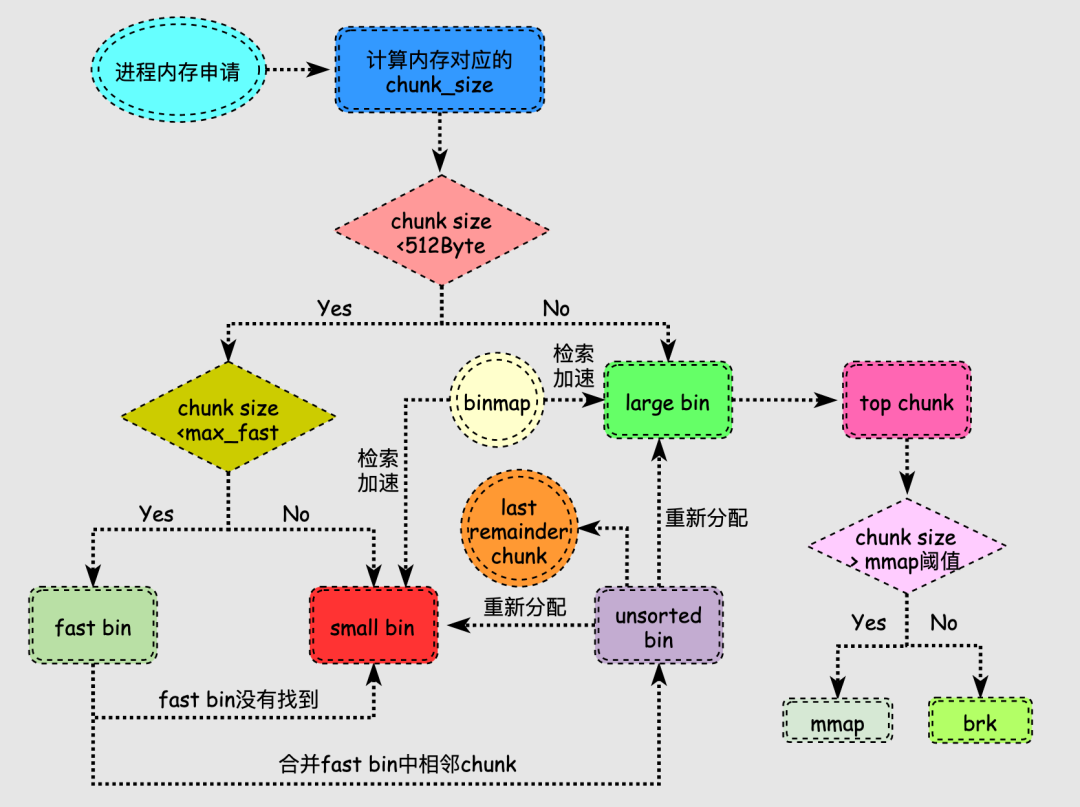 进程内存申请
计算内存对应的
chunk_size
chunk size
<512Byte
Yes
No
检索
加速
binmap
large bin
top chunk
chunk size
<max_fast
检索
加速
last
remainder
chunk
重新分配
chunk size
> mmap阈值
Yes
No
fast bin
small bin
重新分配
unsorted
bin
Yes
No
fast bin没有找到
mmap
brk
合并fast bin中相邻chunk